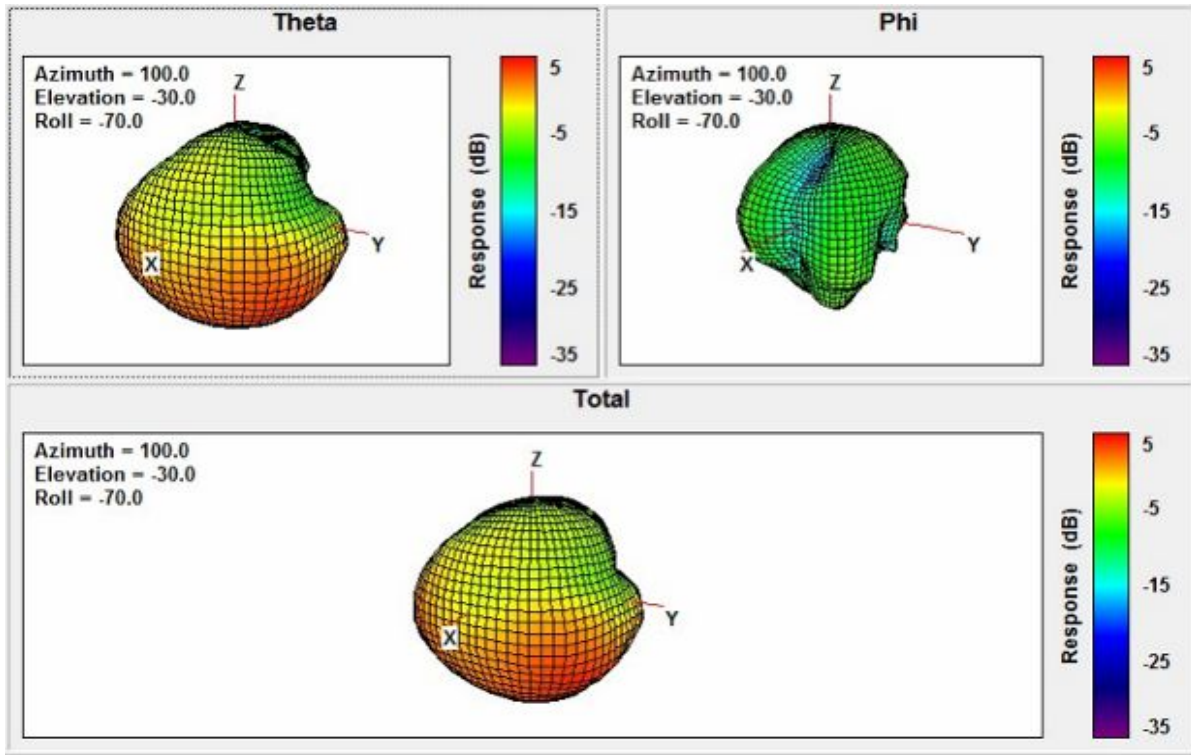 Theta
Azimuth = 100.0
Elevation = -30.0
Roll = -70.0
Z
Y
X
Response (dB)
5
-5
-15
-25
-35
Phi
Azimuth = 100.0
Elevation = -30.0
Roll = -70.0
Z
Y
X
Response (dB)
5
-5
-15
-25
-35
Total
Azimuth = 100.0
Elevation = -30.0
Roll = -70.0
Z
Y
X
Response (dB)
5
-5
-15
-25
-35